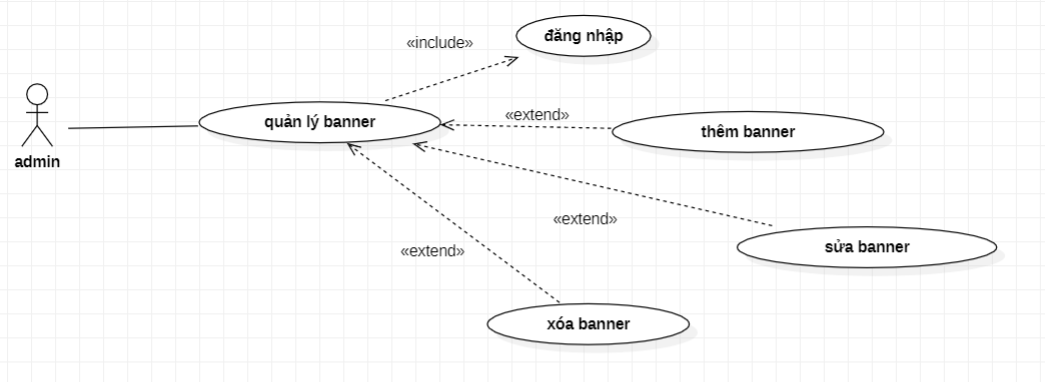 đăng nhập
«include»
quản lý banner
«extend»
thêm banner
admin
«extend»
sửa banner
«extend»
xóa banner